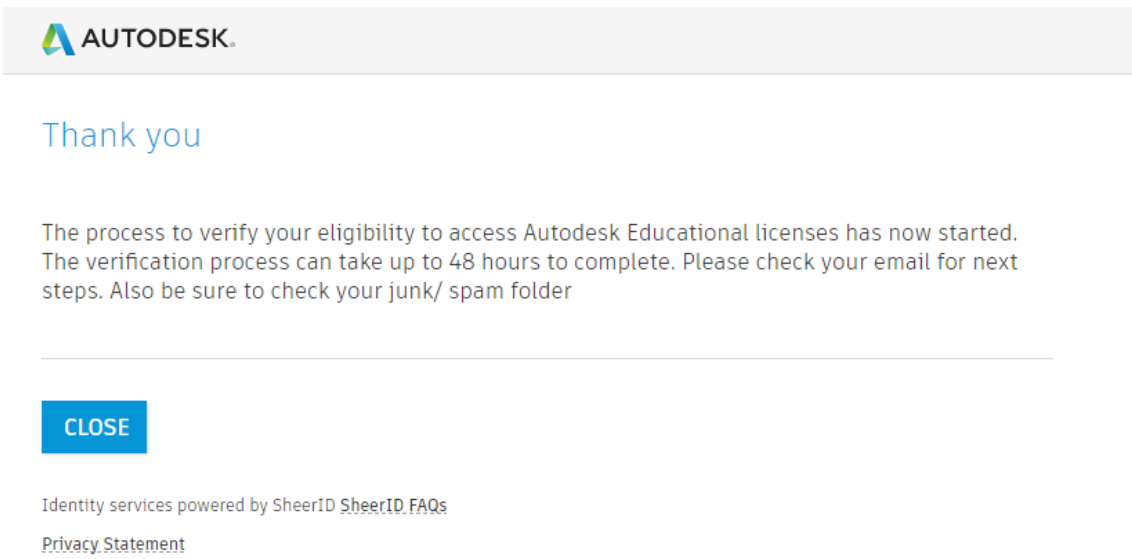 AUTODESK.
Thank you
The process to verify your eligibility to access Autodesk Educational licenses has now started.
The verification process can take up to 48 hours to complete. Please check your email for next
steps. Also be sure to check your junk/ spam folder
CLOSE
Identity services powered by SheerID SheerID FAQs
Privacy Statement